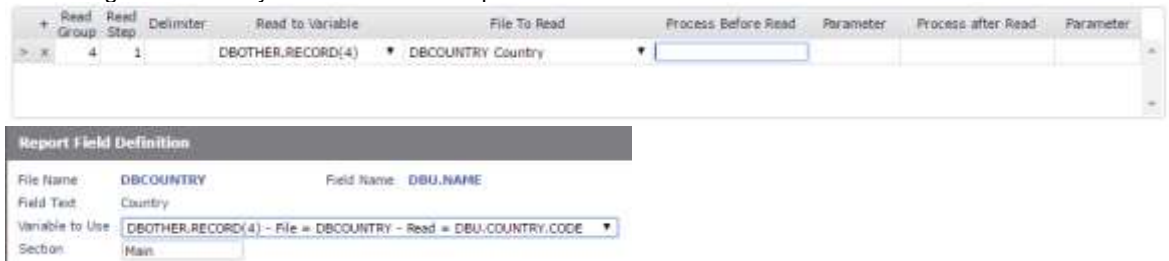 + Read Group Read Step Delimiter Read to Variable File To Read Process Before Read Parameter Process after Read Parameter
> x 4 1 DBOTHER.RECORD(4) DBCOUNTRY Country
Report Field Definition
File Name DBCOUNTRY Field Name DBU.NAME
Field Text Country
Variable to Use DBOTHER.RECORD(4) - File = DBCOUNTRY - Read = DBU.COUNTRY.CODE
Section Main